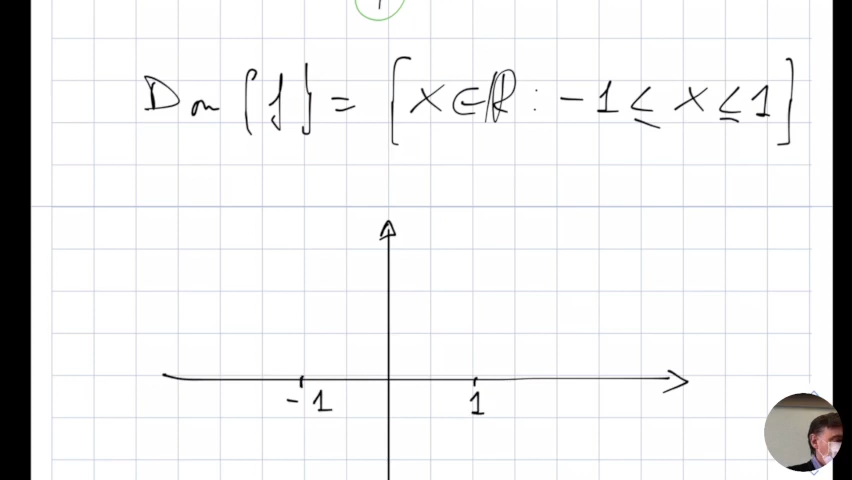 Dom {f} = {x ∈ ℝ : -1 ≤ x ≤ 1}
-1 1